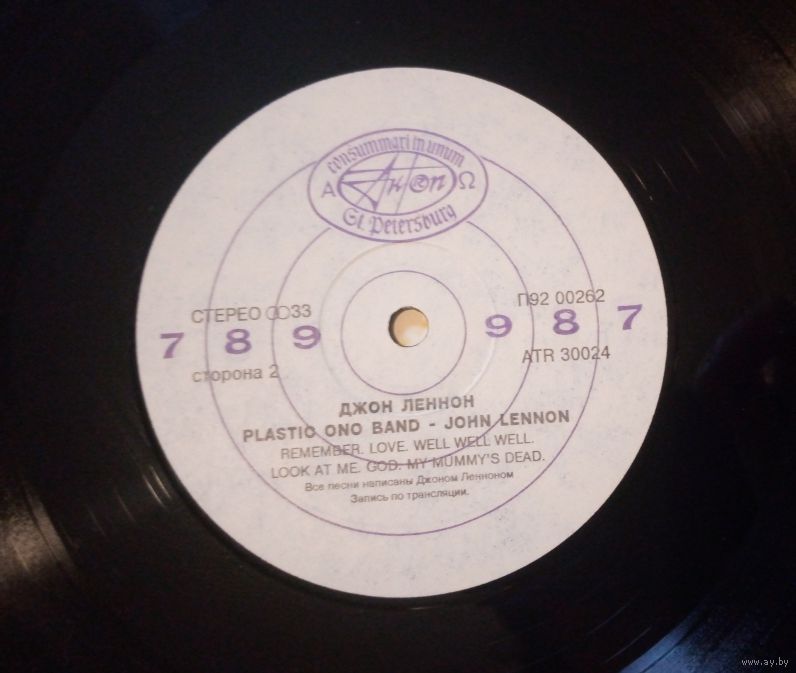 consummari in unum
А Ω
St. Petersburg
СТЕРЕО 33
П92 00262
7 8 9 9 8 7
сторона 2
ATR 30024
ДЖОН ЛЕННОН
PLASTIC ONO BAND - JOHN LENNON
REMEMBER. LOVE. WELL WELL WELL.
LOOK AT ME. GOD. MY MUMMY'S DEAD.
Все песни написаны Джоном Ленноном
Запись по трансляции.
www.ay.by